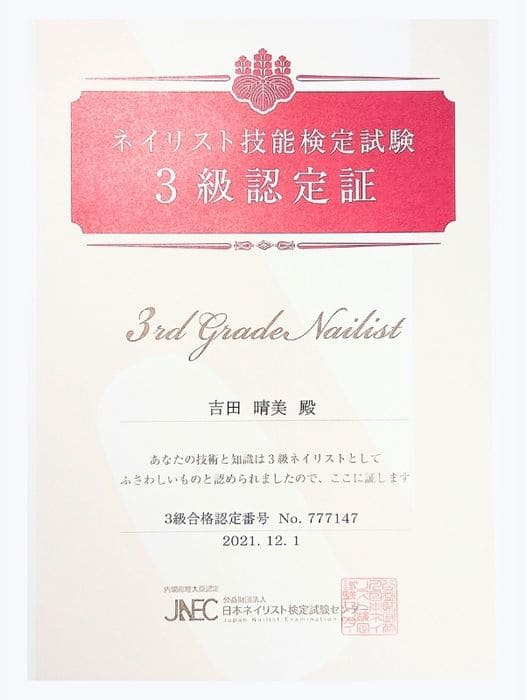 ネイリスト技能検定試験
3級認定証
3rd Grade Nailist
吉田 晴美 殿
あなたの技術と知識は3級ネイリストとして
ふさわしいものと認められましたので、ここに証します
3級合格認定番号 No. 777147
2021. 12. 1
内閣総理大臣認定
公益財団法人
JNEC 日本ネイリスト検定試験センター
Japan Nailist Examination